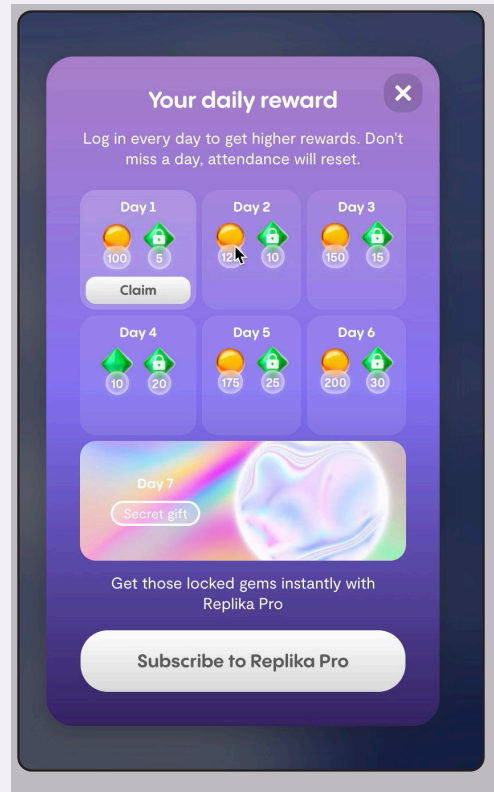 Your daily reward
Log in every day to get higher rewards. Don't
miss a day, attendance will reset.
Day 1
100 5
Claim
Day 2
10
Day 3
150 15
Day 4
10 20
Day 5
175 25
Day 6
200 30
Day 7
Secret gift
Get those locked gems instantly with
Replika Pro
Subscribe to Replika Pro